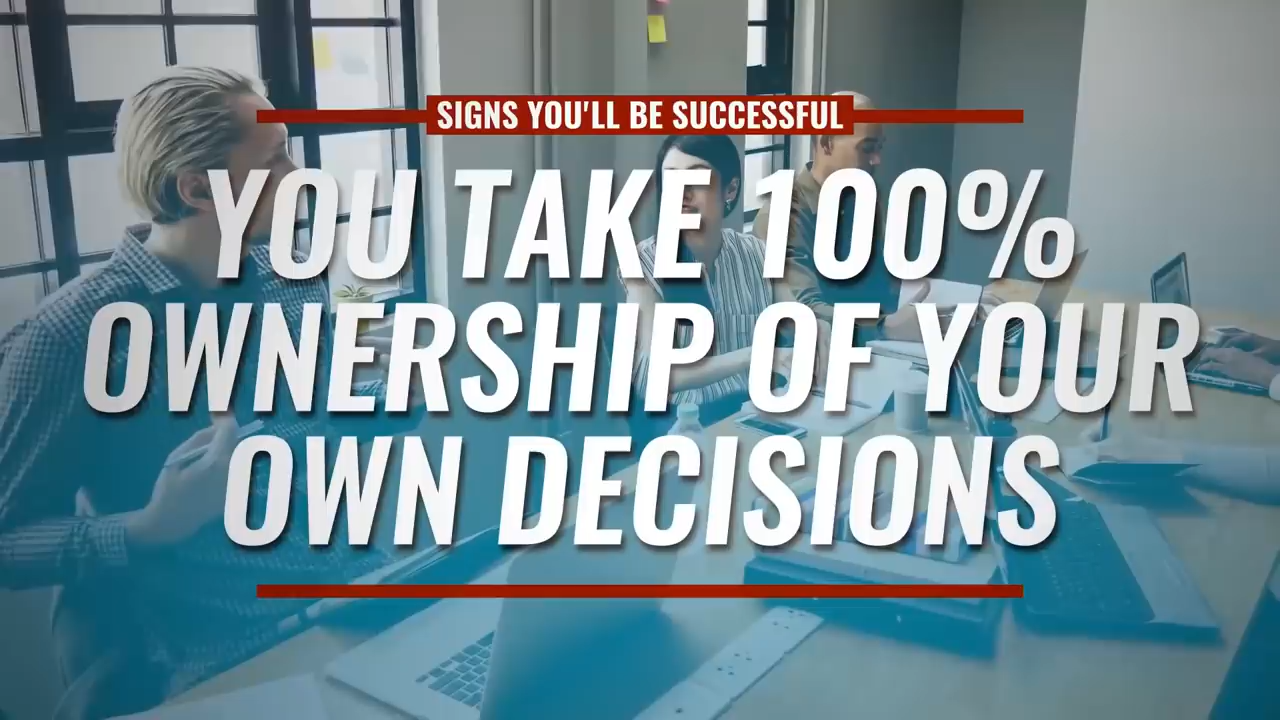 SIGNS YOU'LL BE SUCCESSFUL
YOU TAKE 100%
OWNERSHIP OF YOUR
OWN DECISIONS